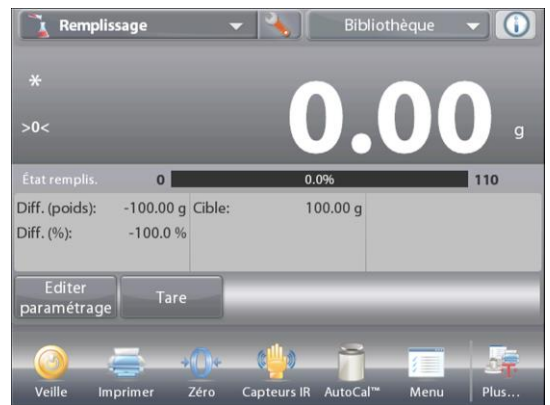 Remplissage Bibliothèque
*
>0< 0.00 g
État remplis. 0 0.0% 110
Diff. (poids): -100.00 g Cible: 100.00 g
Diff. (%): -100.0 %
Editer
paramétrage
Tare
Veille Imprimer Zéro Capteurs IR AutoCal™ Menu Plus...